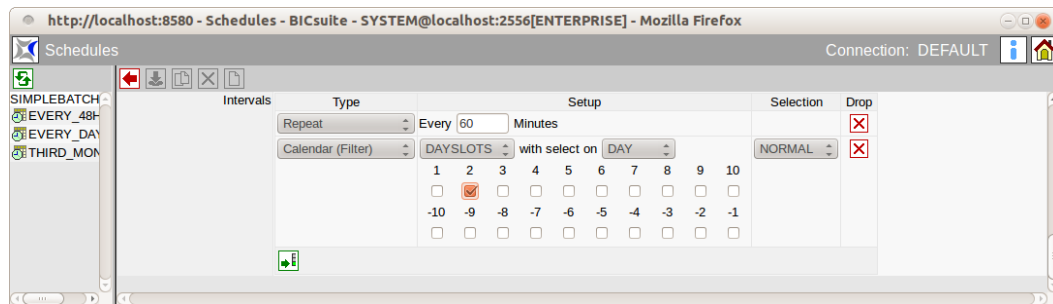 http://localhost:8580 - Schedules - BICsuite - SYSTEM@localhost:2556[ENTERPRISE] - Mozilla Firefox
Schedules Connection: DEFAULT
SIMPLEBATCH
EVERY_48H
EVERY_DAY
THIRD_MON
Intervals Type Setup Selection Drop
Repeat Every 60 Minutes
Calendar (Filter) DAYSLOTS with select on DAY NORMAL
1 2 3 4 5 6 7 8 9 10
-10 -9 -8 -7 -6 -5 -4 -3 -2 -1